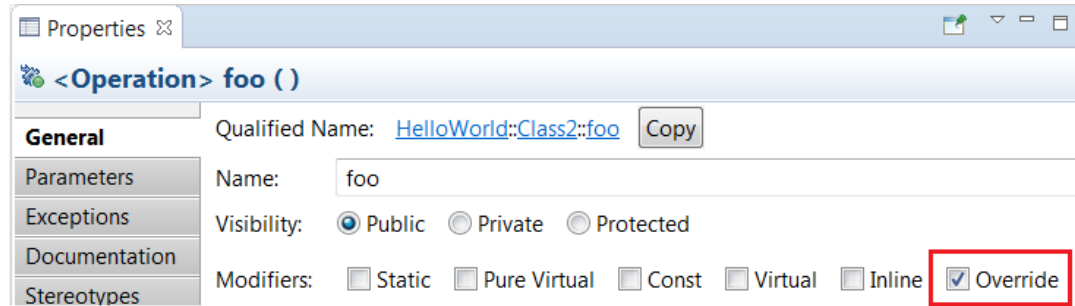 Properties
<Operation> foo ( )
General
Qualified Name: HelloWorld::Class2::foo Copy
Parameters
Name: foo
Exceptions
Visibility: Public Private Protected
Documentation
Modifiers: Static Pure Virtual Const Virtual Inline Override
Stereotypes